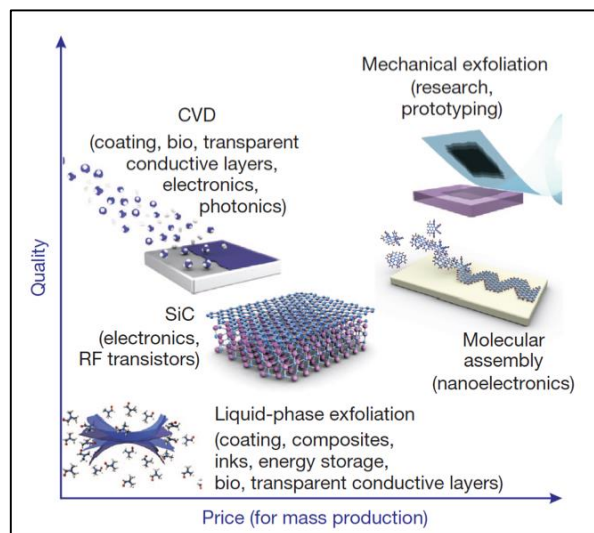 Mechanical exfoliation
(research,
prototyping)
CVD
(coating, bio, transparent
conductive layers,
electronics,
photonics)
Quality
SiC
(electronics,
RF transistors)
Molecular
assembly
(nanoelectronics)
Liquid-phase exfoliation
(coating, composites,
inks, energy storage,
bio, transparent conductive layers)
Price (for mass production)